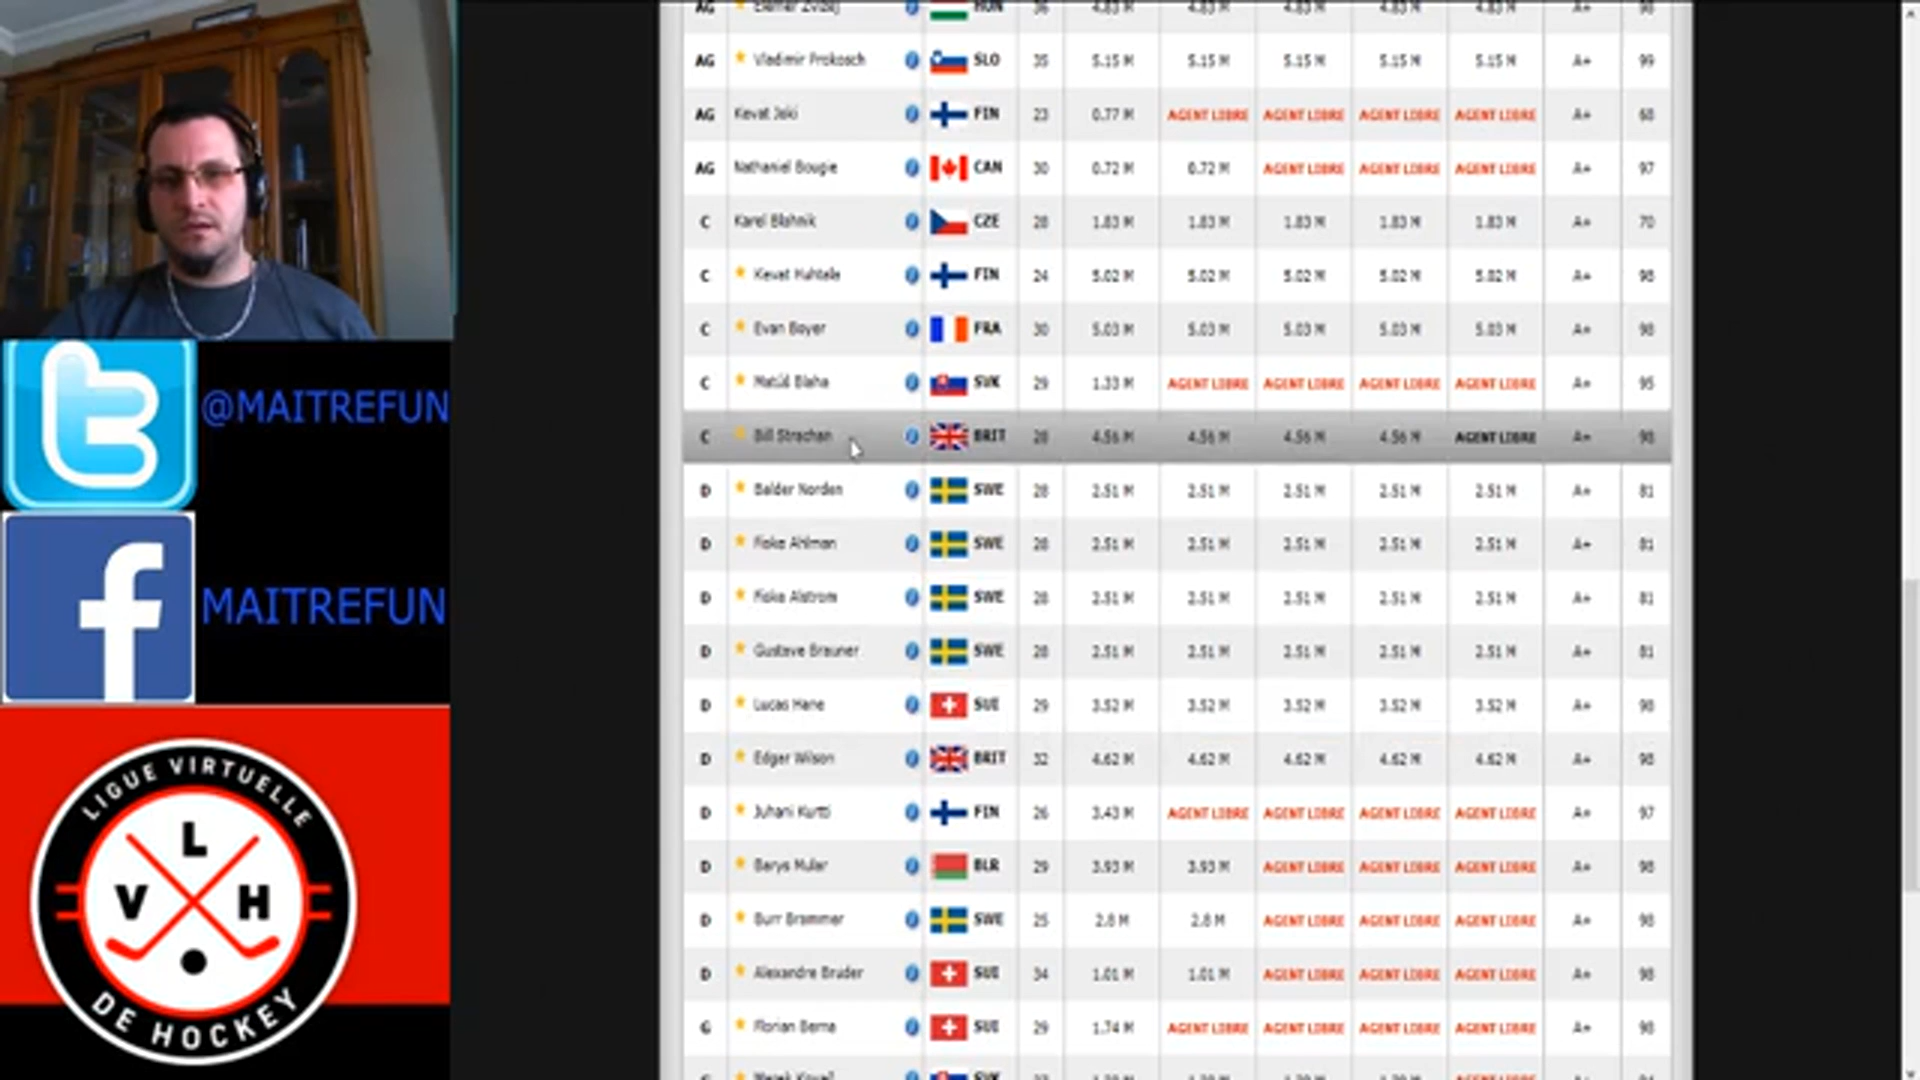 @MAITREFUN
MAITREFUN
LIGUE VIRTUELLE
L
V H
DE HOCKEY
AG Vladimir Prokosch SLO 35 5.15 M 5.15 M 5.15 M 5.15 M 5.15 M A+ 99
AG Kevat Joki FIN 23 0.77 M AGENT LIBRE AGENT LIBRE AGENT LIBRE AGENT LIBRE A+ 68
AG Nathaniel Bougie CAN 30 0.72 M 0.72 M AGENT LIBRE AGENT LIBRE AGENT LIBRE A+ 97
C Karel Blahnik CZE 28 1.83 M 1.83 M 1.83 M 1.83 M 1.83 M A+ 70
C Kevat Huhtala FIN 24 5.02 M 5.02 M 5.02 M 5.02 M 5.02 M A+ 98
C Evan Boyer FRA 30 5.03 M 5.03 M 5.03 M 5.03 M 5.03 M A+ 98
C Matúš Blaha SVK 29 1.33 M AGENT LIBRE AGENT LIBRE AGENT LIBRE AGENT LIBRE A+ 95
C Bill Strachan BRIT 28 4.56 M 4.56 M 4.56 M 4.56 M AGENT LIBRE A+ 98
D Balder Norden SWE 28 2.51 M 2.51 M 2.51 M 2.51 M 2.51 M A+ 81
D Fiske Ahlman SWE 28 2.51 M 2.51 M 2.51 M 2.51 M 2.51 M A+ 81
D Fiske Alstrom SWE 28 2.51 M 2.51 M 2.51 M 2.51 M 2.51 M A+ 81
D Gustave Brauner SWE 28 2.51 M 2.51 M 2.51 M 2.51 M 2.51 M A+ 81
D Lucas Hane SUI 29 3.52 M 3.52 M 3.52 M 3.52 M 3.52 M A+ 98
D Edgar Wilson BRIT 32 4.62 M 4.62 M 4.62 M 4.62 M 4.62 M A+ 98
D Juhani Kurtti FIN 26 3.43 M AGENT LIBRE AGENT LIBRE AGENT LIBRE AGENT LIBRE A+ 97
D Barys Mular BLR 29 3.93 M 3.93 M AGENT LIBRE AGENT LIBRE AGENT LIBRE A+ 98
D Burr Brammer SWE 25 2.8 M 2.8 M AGENT LIBRE AGENT LIBRE AGENT LIBRE A+ 98
D Alexandre Bruder SUI 34 1.01 M 1.01 M AGENT LIBRE AGENT LIBRE AGENT LIBRE A+ 98
G Florian Berna SUI 29 1.74 M AGENT LIBRE AGENT LIBRE AGENT LIBRE AGENT LIBRE A+ 98